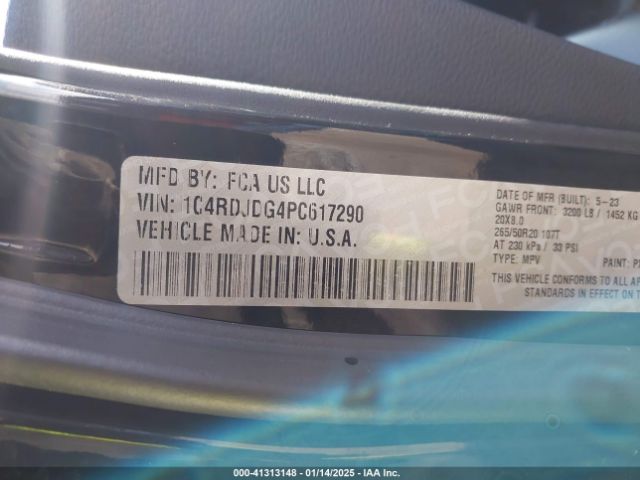 MFD BY: FCA US LLC
VIN: 1C4RDJDG4PC617290
VEHICLE MADE IN: U.S.A.
DATE OF MFR (BUILT): 5-23
GAWR FRONT: 3200 LB / 1452 KG
20X8.0
265/50R20 107T
AT 230 kPa / 33 PSI
TYPE: MPV
PAINT:
THIS VEHICLE CONFORMS TO
STANDARDS IN EFFECT ON
000-41313148 - 01/14/2025 - IAA Inc.